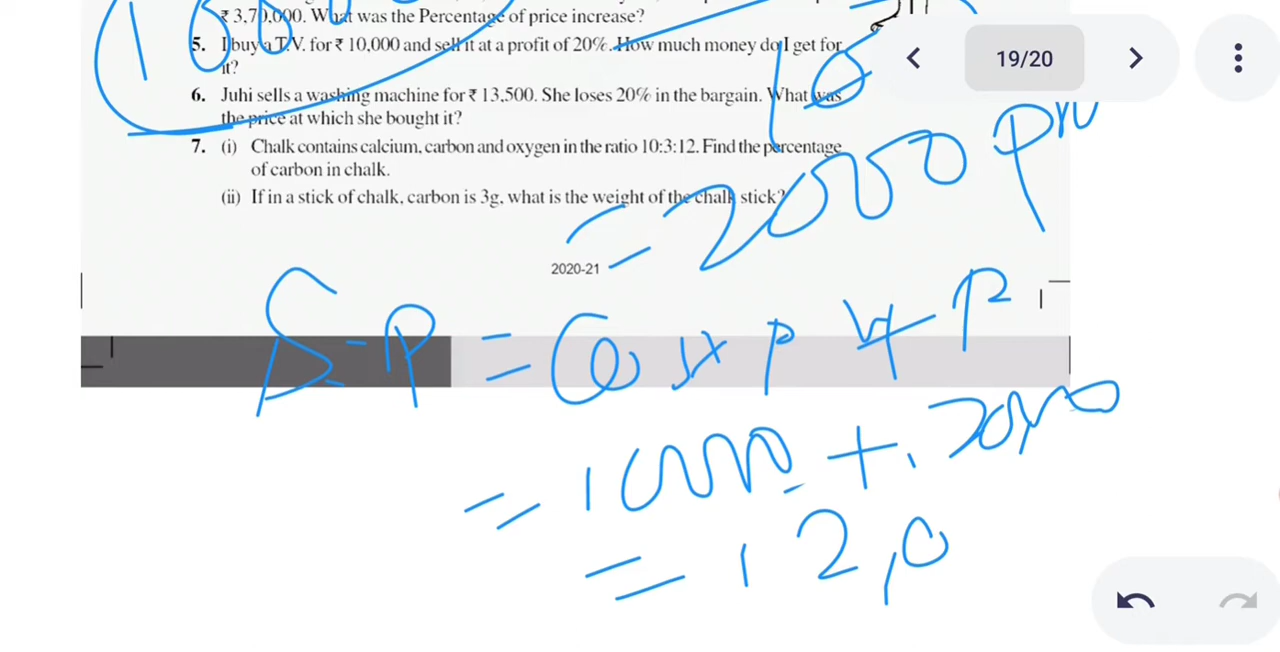 ₹ 3,70,000. What was the Percentage of price increase?
5. I buy a T.V. for ₹ 10,000 and sell it at a profit of 20%. How much money do I get for
it?
6. Juhi sells a washing machine for ₹ 13,500. She loses 20% in the bargain. What was
the price at which she bought it?
7. (i) Chalk contains calcium, carbon and oxygen in the ratio 10:3:12. Find the percentage
of carbon in chalk.
(ii) If in a stick of chalk, carbon is 3g, what is the weight of the chalk stick?
19/20
= 2000
2020-21
S.P = Cost P + P
= 10000 + 2000
= 12,0